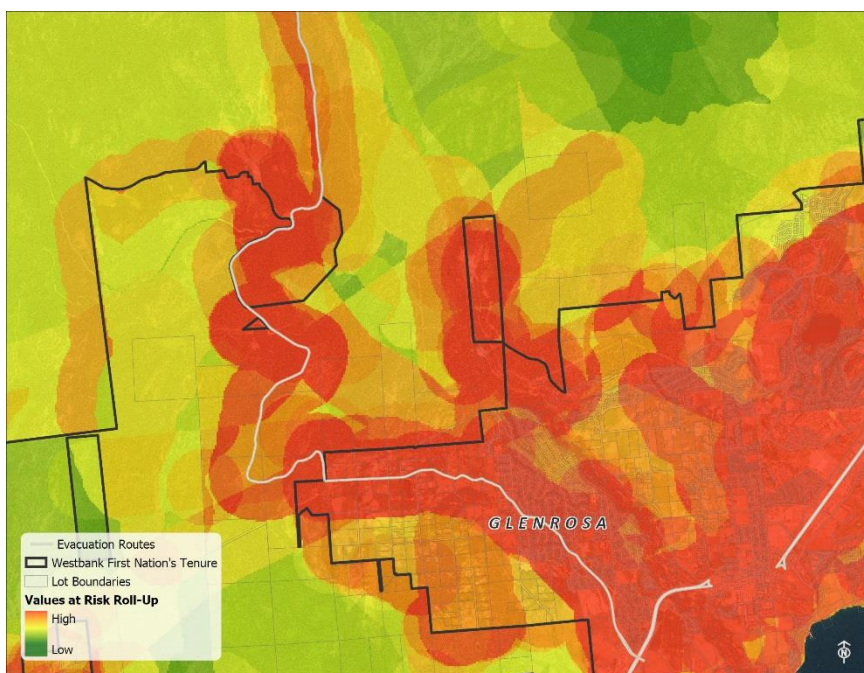 GLENROSA
Evacuation Routes
Westbank First Nation's Tenure
Lot Boundaries
Values at Risk Roll-Up
High
Low
N